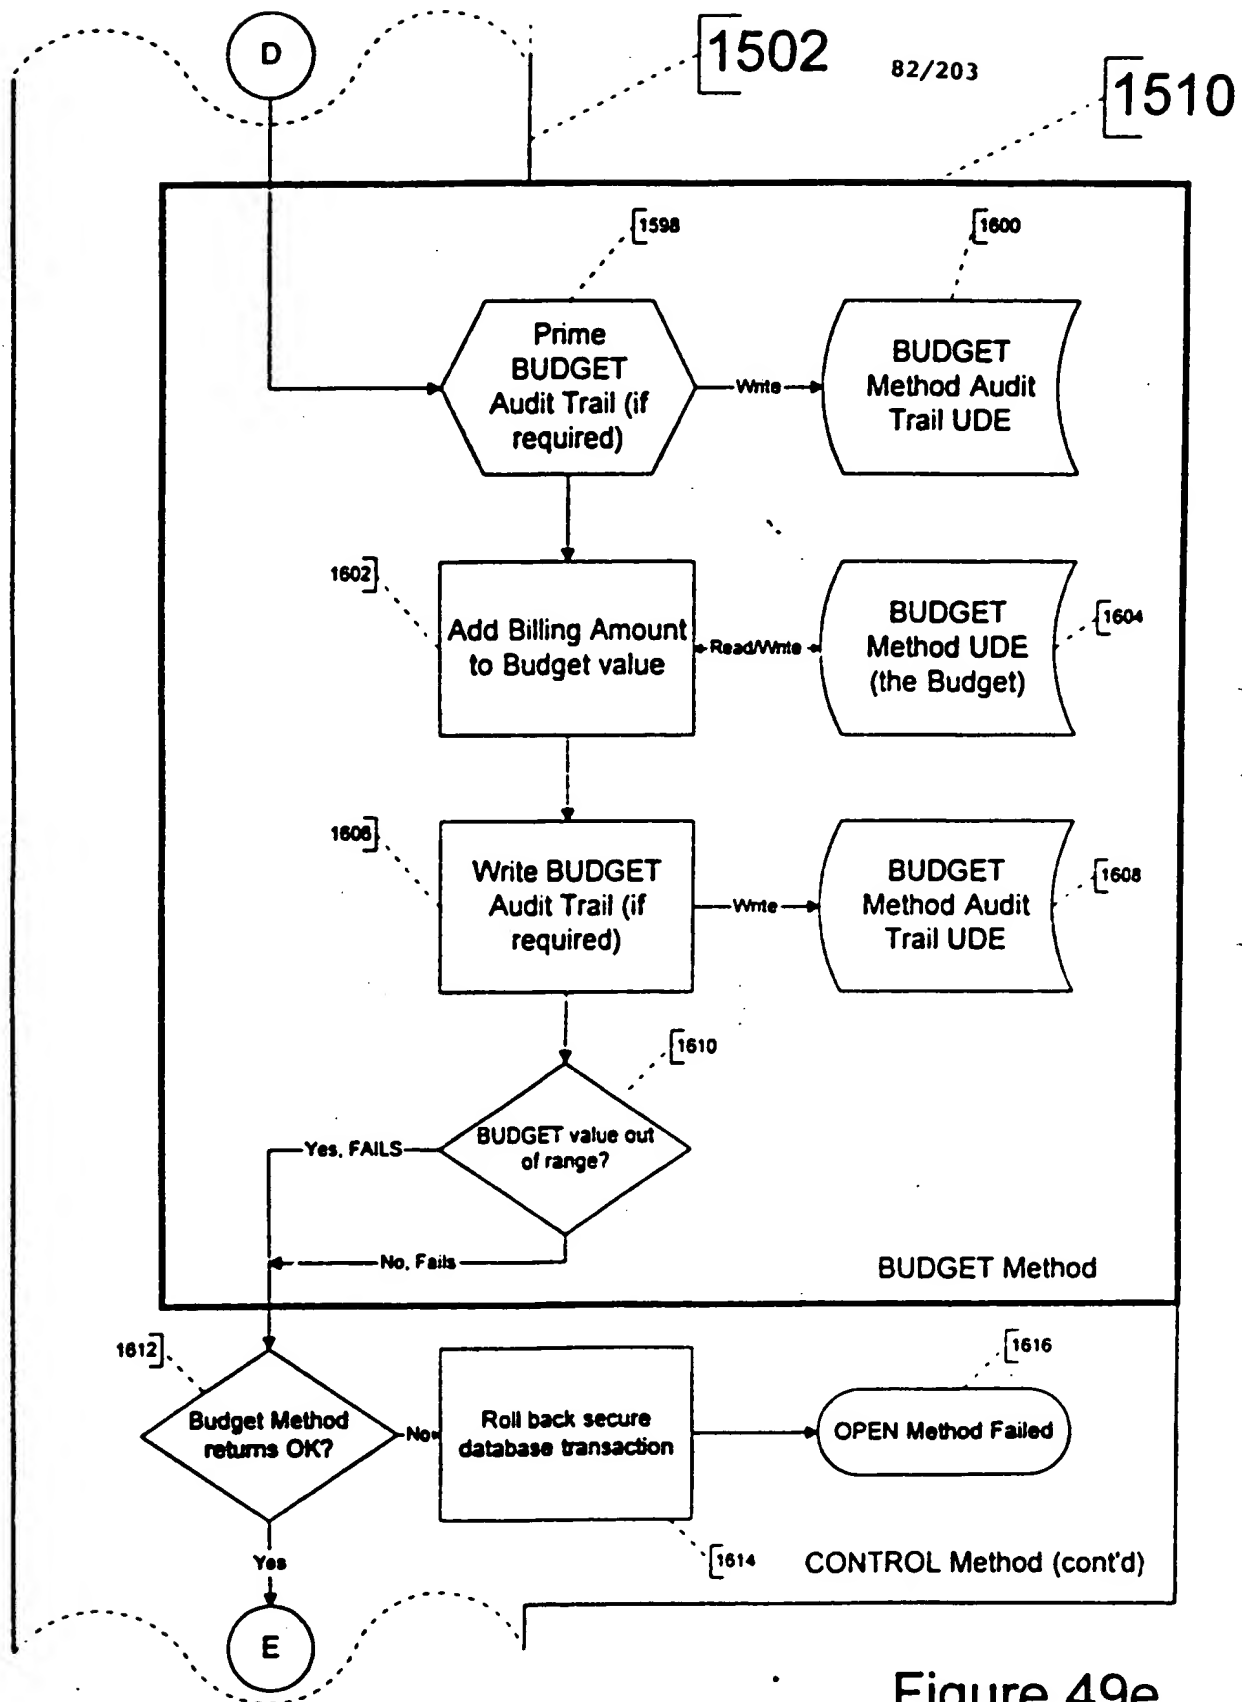 D
1502
82/203
1510
1598
1600
Prime
BUDGET
Audit Trail (if
required)
Write
BUDGET
Method Audit
Trail UDE
1602
Add Billing Amount
to Budget value
Read/Write
BUDGET
Method UDE
(the Budget)
1604
1606
Write BUDGET
Audit Trail (if
required)
Write
BUDGET
Method Audit
Trail UDE
1608
1610
BUDGET value out
of range?
Yes, FAILS
No, Fails
BUDGET Method
1612
Budget Method
returns OK?
No
Roll back secure
database transaction
1616
OPEN Method Failed
Yes
1614
CONTROL Method (cont'd)
E
Figure 49e